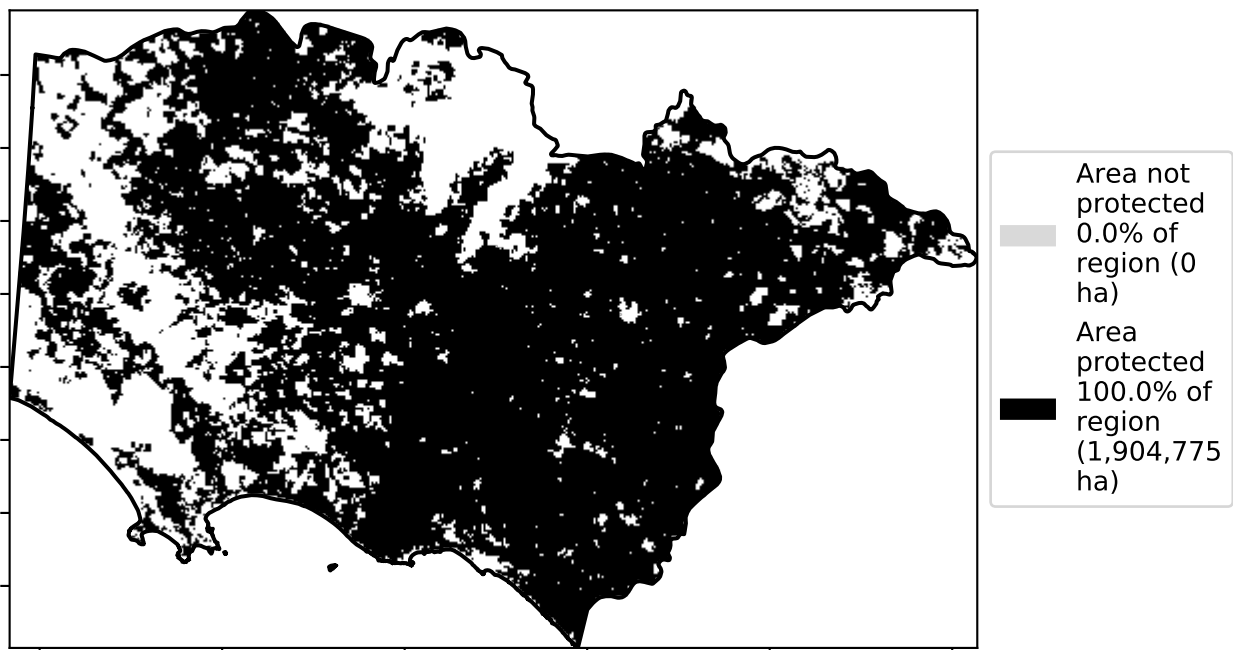 Area not
protected
0.0% of
region (0
ha)
Area
protected
100.0% of
region
(1,904,775
ha)